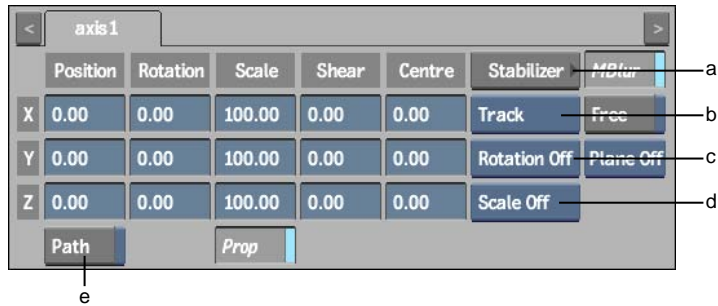 < axis1 >
Position Rotation Scale Shear Centre Stabilizer MBlur a
X 0.00 0.00 100.00 0.00 0.00 Track Free b
Y 0.00 0.00 100.00 0.00 0.00 Rotation Off Plane Off c
Z 0.00 0.00 100.00 0.00 0.00 Scale Off d
Path Prop
e